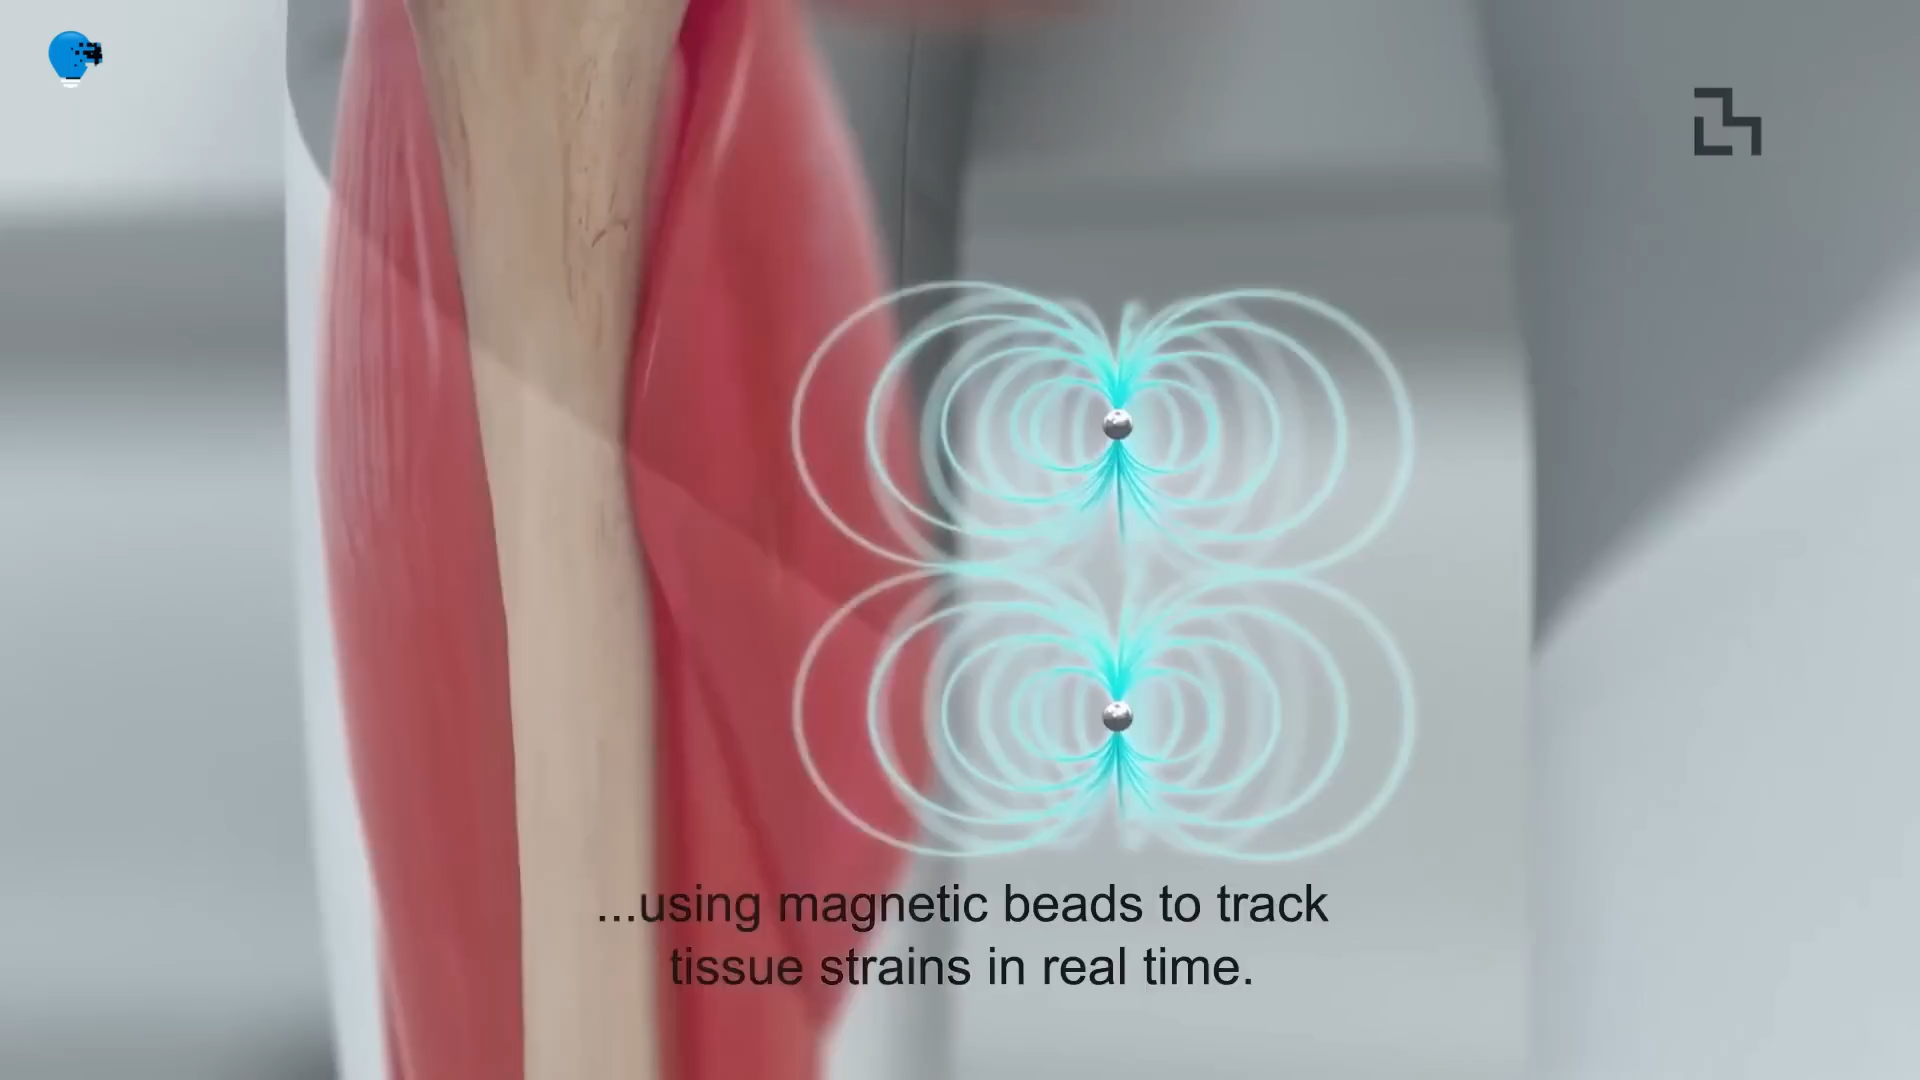 ...using magnetic beads to track
tissue strains in real time.